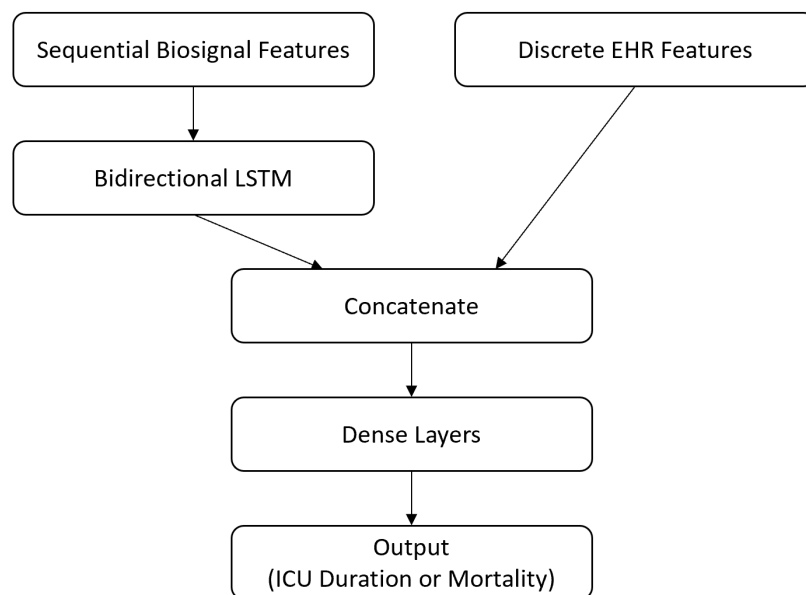 Sequential Biosignal Features
Discrete EHR Features
Bidirectional LSTM
Concatenate
Dense Layers
Output
(ICU Duration or Mortality)